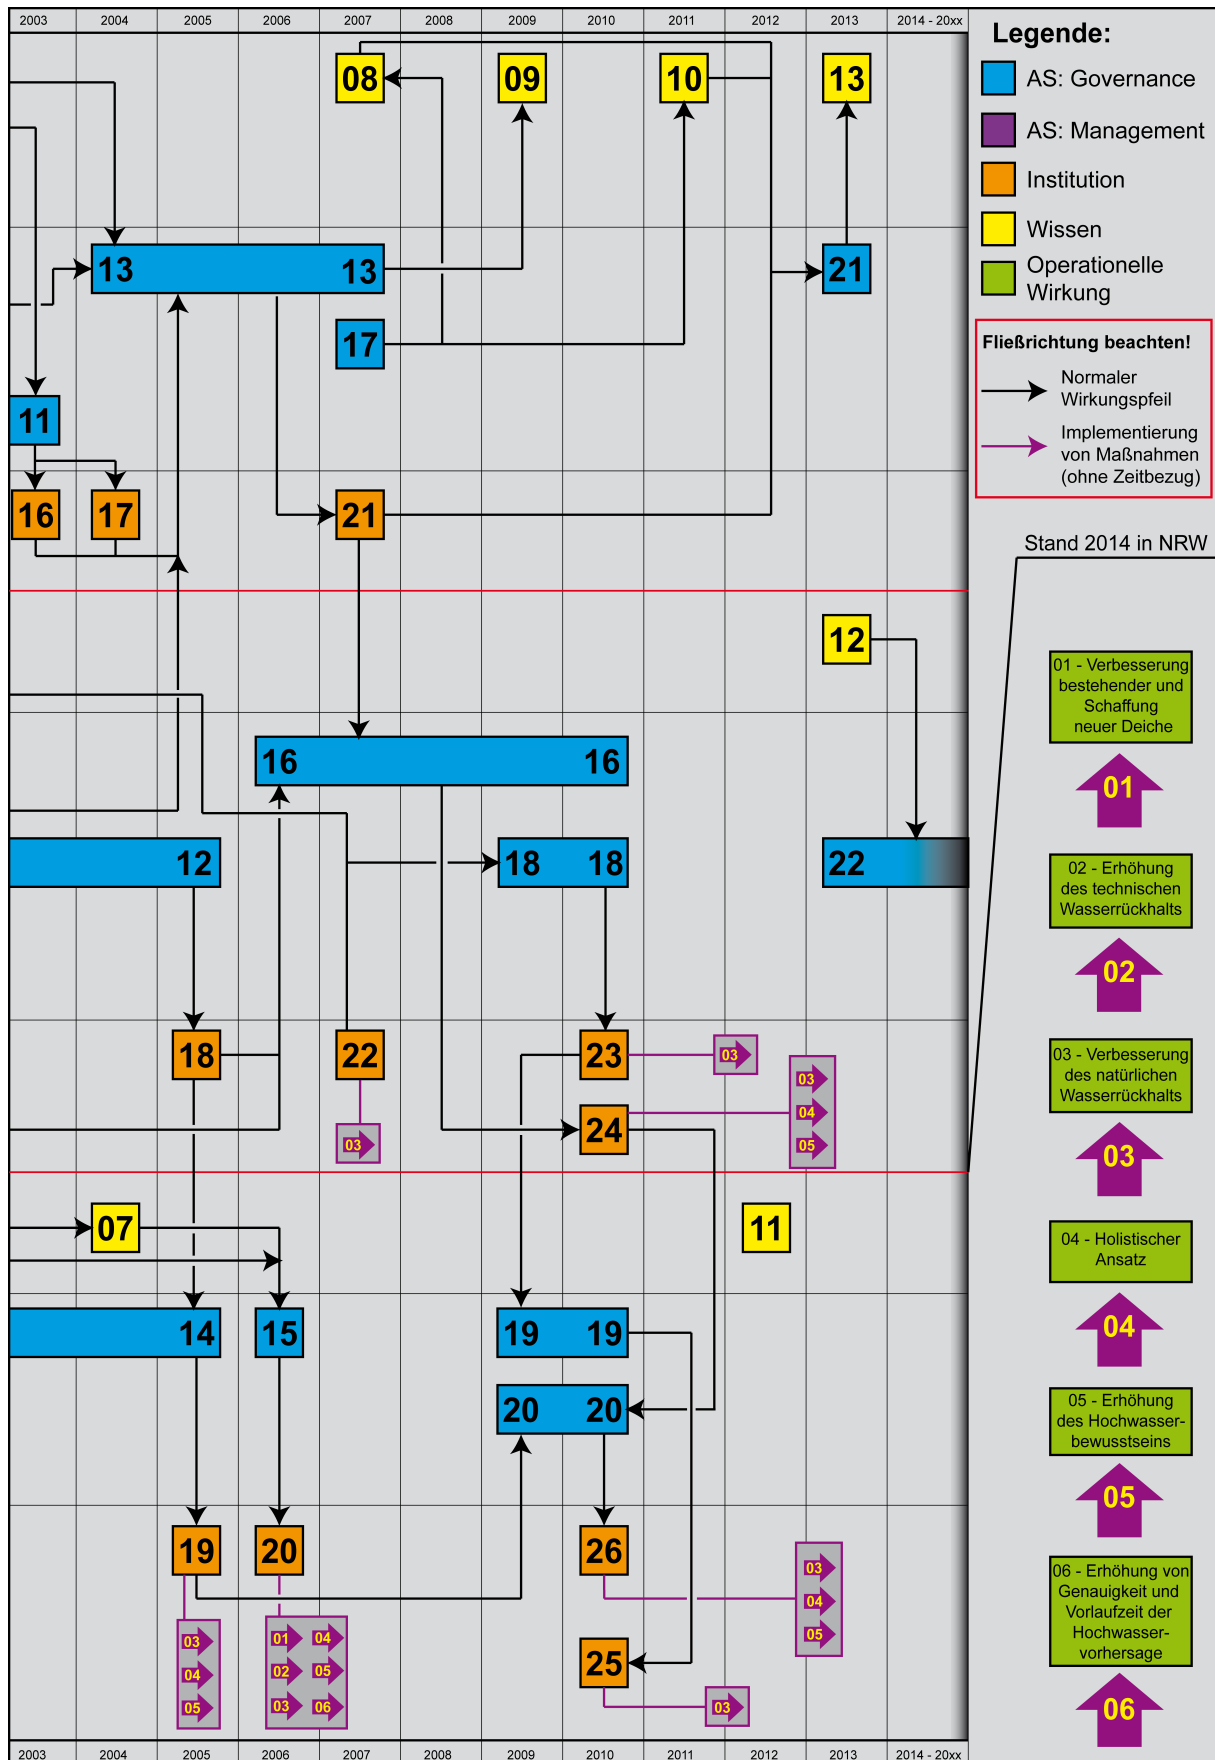 2003 2004 2005 2006 2007 2008 2009 2010 2011 2012 2013 2014 - 20xx
08 09 10 13
13 13 21
17
11
16 17 21
12
16 16
12 18 18 22
18 22 23
03
03
04
05
24
03
07 11
14 15 19 19
20 20
19 20 26
03
04
05
03
04
05
01 04
02 05
03 06
25
03
2003 2004 2005 2006 2007 2008 2009 2010 2011 2012 2013 2014 - 20xx
Legende:
AS: Governance
AS: Management
Institution
Wissen
Operationelle
Wirkung
Fließrichtung beachten!
Normaler
Wirkungspfeil
Implementierung
von Maßnahmen
(ohne Zeitbezug)
Stand 2014 in NRW
01 - Verbesserung
bestehender und
Schaffung
neuer Deiche
01
02 - Erhöhung
des technischen
Wasserrückhalts
02
03 - Verbesserung
des natürlichen
Wasserrückhalts
03
04 - Holistischer
Ansatz
04
05 - Erhöhung
des Hochwasser-
bewusstseins
05
06 - Erhöhung von
Genauigkeit und
Vorlaufzeit der
Hochwasser-
vorhersage
06